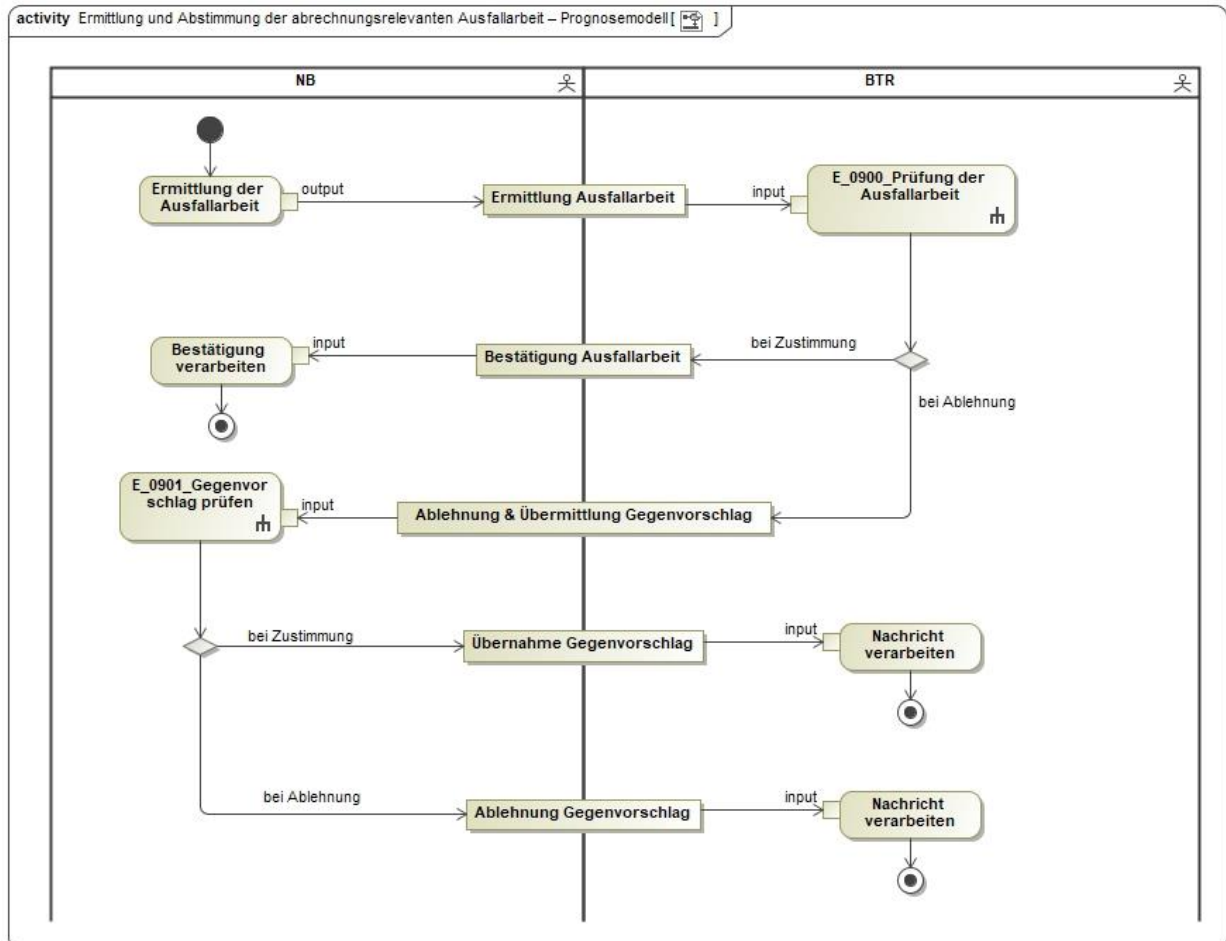 activity Ermittlung und Abstimmung der abrechnungsrelevanten Ausfallarbeit – Prognosemodell[ ]
NB
BTR
Ermittlung der
Ausfallarbeit
output
Ermittlung Ausfallarbeit
input
E_0900_Prüfung der
Ausfallarbeit
Bestätigung
verarbeiten
input
Bestätigung Ausfallarbeit
bei Zustimmung
bei Ablehnung
E_0901_Gegenvor
schlag prüfen
input
Ablehnung & Übermittlung Gegenvorschlag
bei Zustimmung
Übernahme Gegenvorschlag
input
Nachricht
verarbeiten
bei Ablehnung
Ablehnung Gegenvorschlag
input
Nachricht
verarbeiten